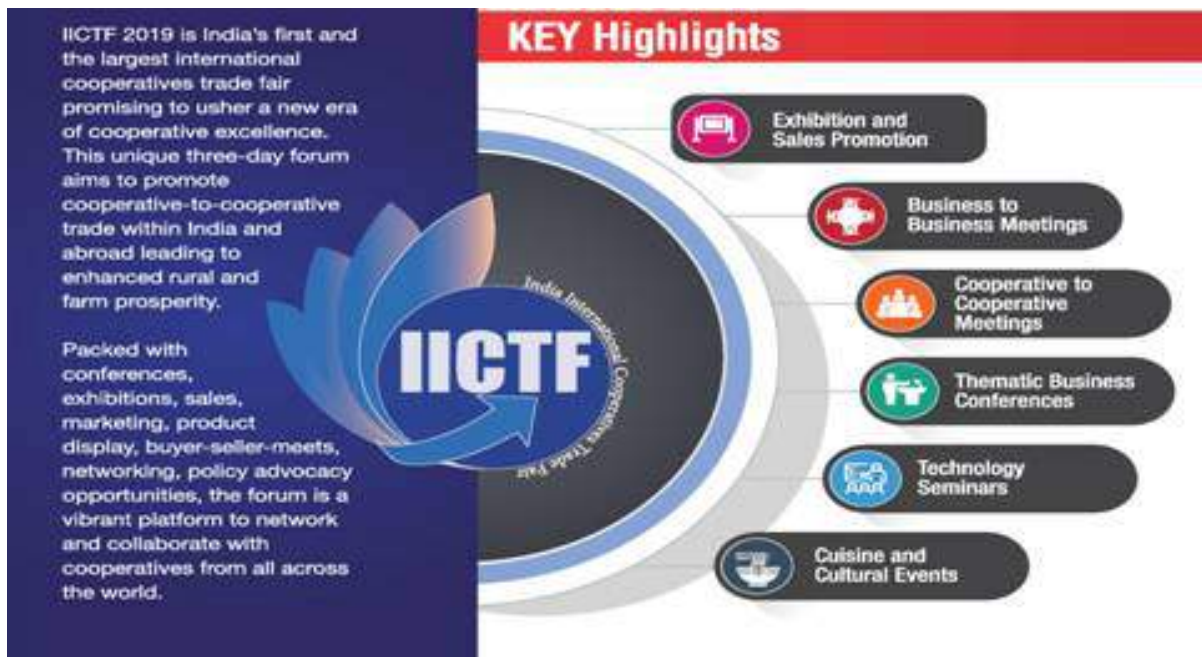 IICTF 2019 is India's first and
the largest international
cooperatives trade fair
promising to usher a new era
of cooperative excellence.
This unique three-day forum
aims to promote
cooperative-to-cooperative
trade within India and
abroad leading to
enhanced rural and
farm prosperity.
Packed with
conferences,
exhibitions, sales,
marketing, product
display, buyer-seller-meets,
networking, policy advocacy
opportunities, the forum is a
vibrant platform to network
and collaborate with
cooperatives from all across
the world.
IICTF
India International Cooperatives Trade Fair
KEY Highlights
Exhibition and
Sales Promotion
Business to
Business Meetings
Cooperative to
Cooperative
Meetings
Thematic Business
Conferences
Technology
Seminars
Cuisine and
Cultural Events